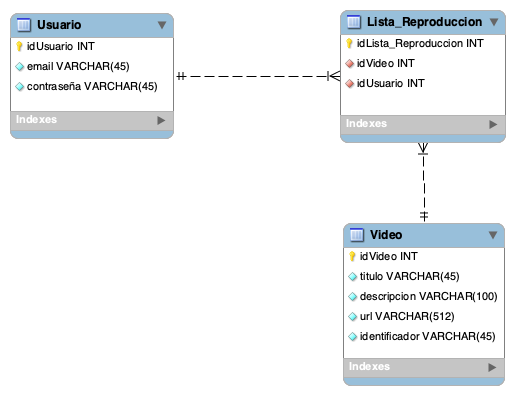 Usuario
idUsuario INT
email VARCHAR(45)
contraseña VARCHAR(45)
Indexes
Lista_Reproduccion
idLista_Reproduccion INT
idVideo INT
idUsuario INT
Indexes
Video
idVideo INT
titulo VARCHAR(45)
descripcion VARCHAR(100)
url VARCHAR(512)
identificador VARCHAR(45)
Indexes